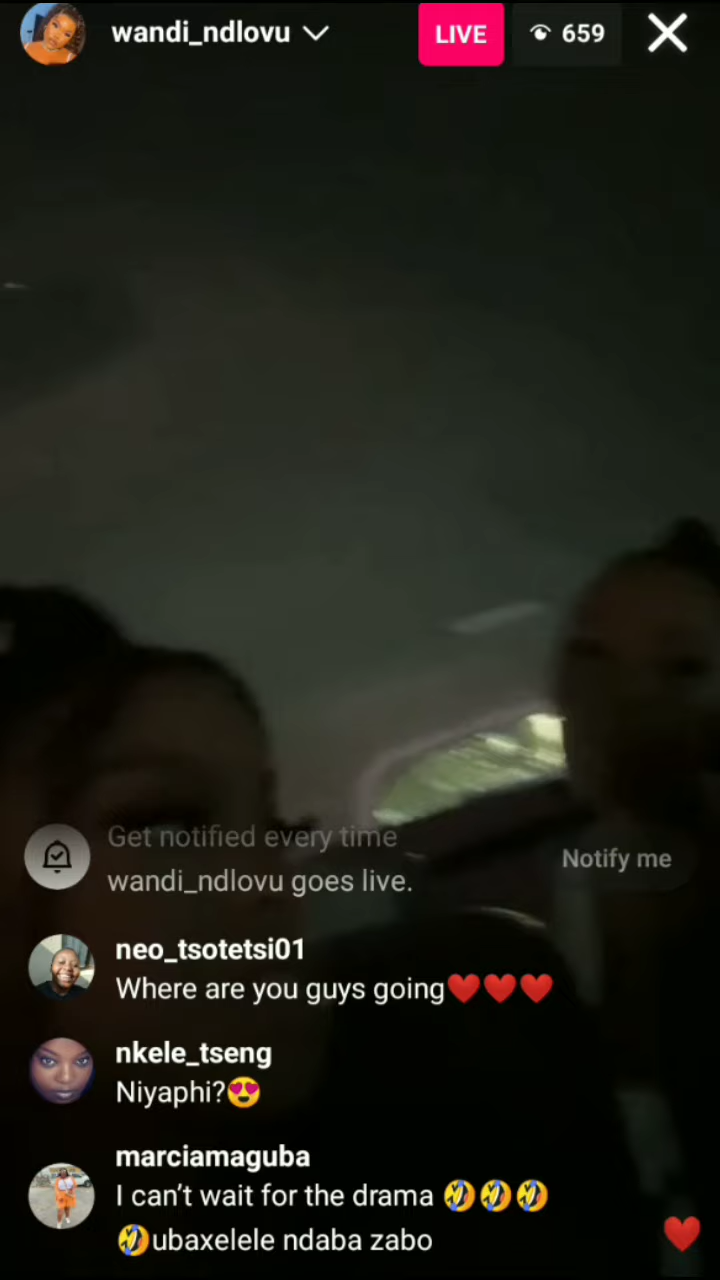 wandi_ndlovu
LIVE
659
Get notified every time
wandi_ndlovu goes live.
Notify me
neo_tsotetsi01
Where are you guys going❤️❤️❤️
nkele_tseng
Niyaphi?😍
marciamaguba
I can't wait for the drama 🤣🤣🤣
🤣ubaxelele ndaba zabo